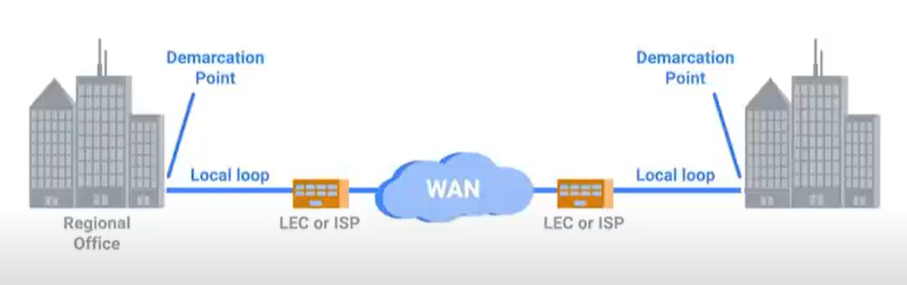 Demarcation
Point
Demarcation
Point
Local loop
WAN
Local loop
Regional
Office
LEC or ISP
LEC or ISP